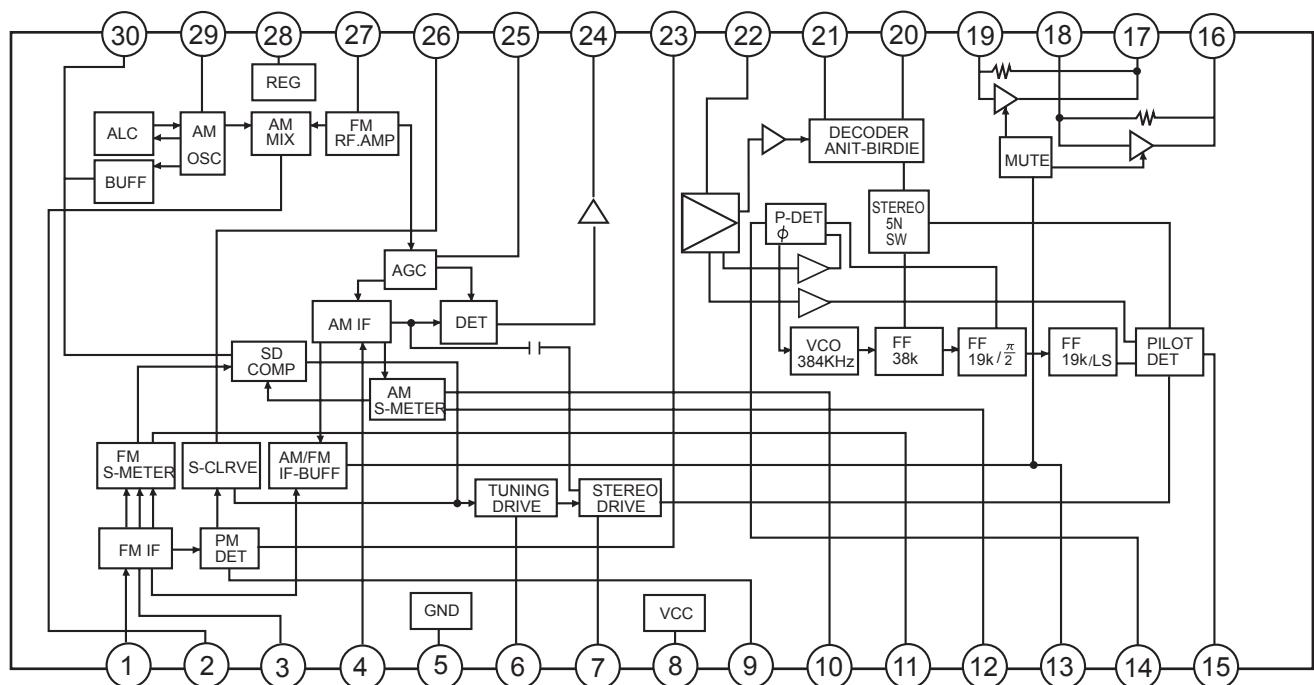 30 29 28 27 26 25 24 23 22 21 20 19 18 17 16
REG
ALC
AM
OSC
AM
MIX
FM
RF.AMP
DECODER
ANIT-BIRDIE
MUTE
BUFF
STEREO
5N
SW
P-DET
ϕ
AGC
AM IF
DET
VCO
384KHz
FF
38k
FF
19k/π/2
FF
19k/LS
PILOT
DET
SD
COMP
AM
S-METER
FM
S-METER
S-CLRVE
AM/FM
IF-BUFF
TUNING
DRIVE
STEREO
DRIVE
FM IF
PM
DET
GND
VCC
1 2 3 4 5 6 7 8 9 10 11 12 13 14 15